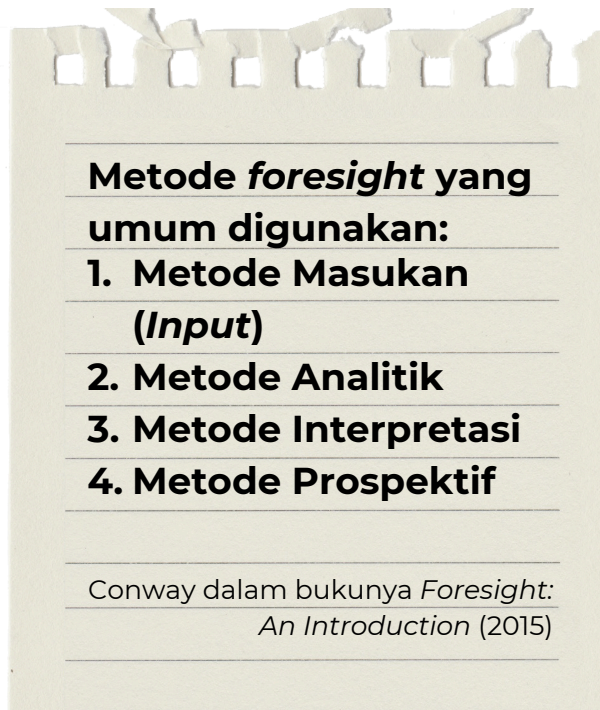 Metode foresight yang
umum digunakan:
1. Metode Masukan
(Input)
2. Metode Analitik
3. Metode Interpretasi
4. Metode Prospektif
Conway dalam bukunya Foresight:
An Introduction (2015)